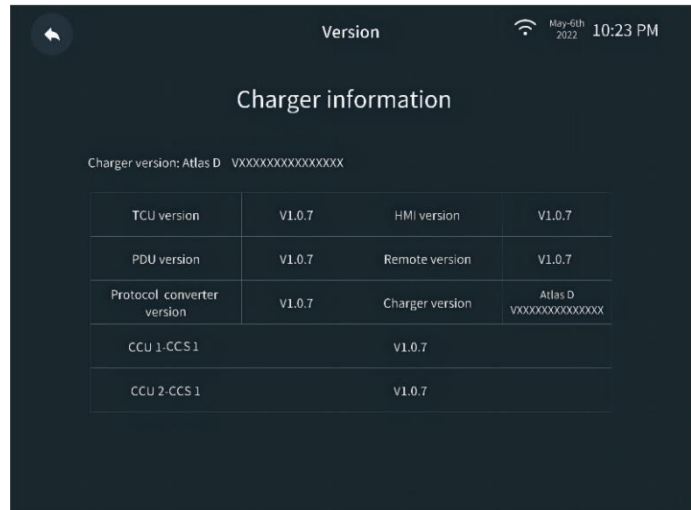 Version
May-6th
2022
10:23 PM
Charger information
Charger version: Atlas D VXXXXXXXXXXXXXXX
TCU version V1.0.7 HMI version V1.0.7
PDU version V1.0.7 Remote version V1.0.7
Protocol converter
version
V1.0.7 Charger version
Atlas D
VXXXXXXXXXXXXXX
CCU 1-CCS 1 V1.0.7
CCU 2-CCS 1 V1.0.7